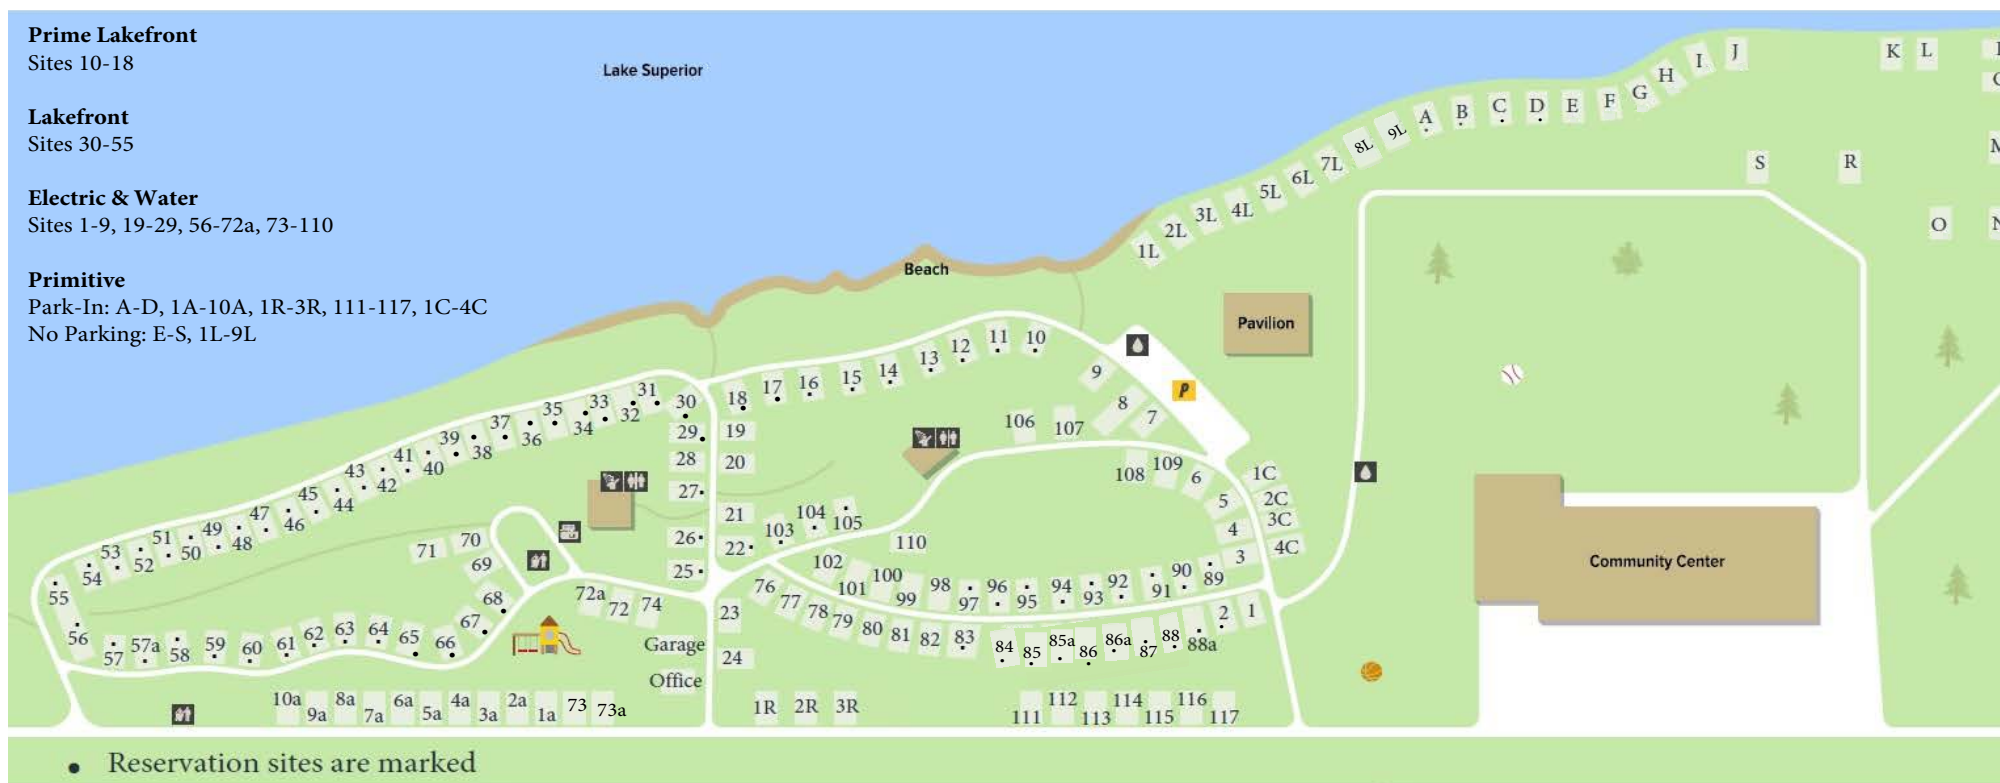 Prime Lakefront
Sites 10-18
Lakefront
Sites 30-55
Electric & Water
Sites 1-9, 19-29, 56-72a, 73-110
Primitive
Park-In: A-D, 1A-10A, 1R-3R, 111-117, 1C-4C
No Parking: E-S, 1L-9L
Lake Superior
Beach
Pavilion
Community Center
1L 2L 3L 4L 5L 6L 7L 8L 9L A B C D E F G H I J K L
S R M
O N
18 17 16 15 14 13 12 11 10
9
8
7
106 107
108 109 6
5
4
3
1C
2C
3C
4C
31 30
33 32
35 34
37 36
39 38
41 40
43 42
45 44
47 46
49 48
51 50
53 52
54
55
56
29 19
28 20
27
21
26 22
25
103 104 105
110
71 70
69
68
67
66
65
64
63
62
61
60
59
58
57a
57
72a 72 74
23
24
Garage
Office
102
101 100
99 98
97 96
95 94
93 92
91 90
89
76 77 78 79 80 81 82 83
84 85 85a 86 86a 87 88 88a 2 1
10a 9a 8a 7a 6a 5a 4a 3a 2a 1a 73 73a
1R 2R 3R
111 112 113 114 115 116 117
P
• Reservation sites are marked